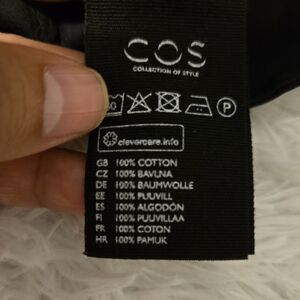 COS
COLLECTION OF STYLE
P
clevercare.info
GB 100% COTTON
CZ 100% BAVLNA
DE 100% BAUMWOLLE
EE 100% PUUVILL
ES 100% ALGODÓN
FI 100% PUUVILLAA
FR 100% COTON
HR 100% PAMUK